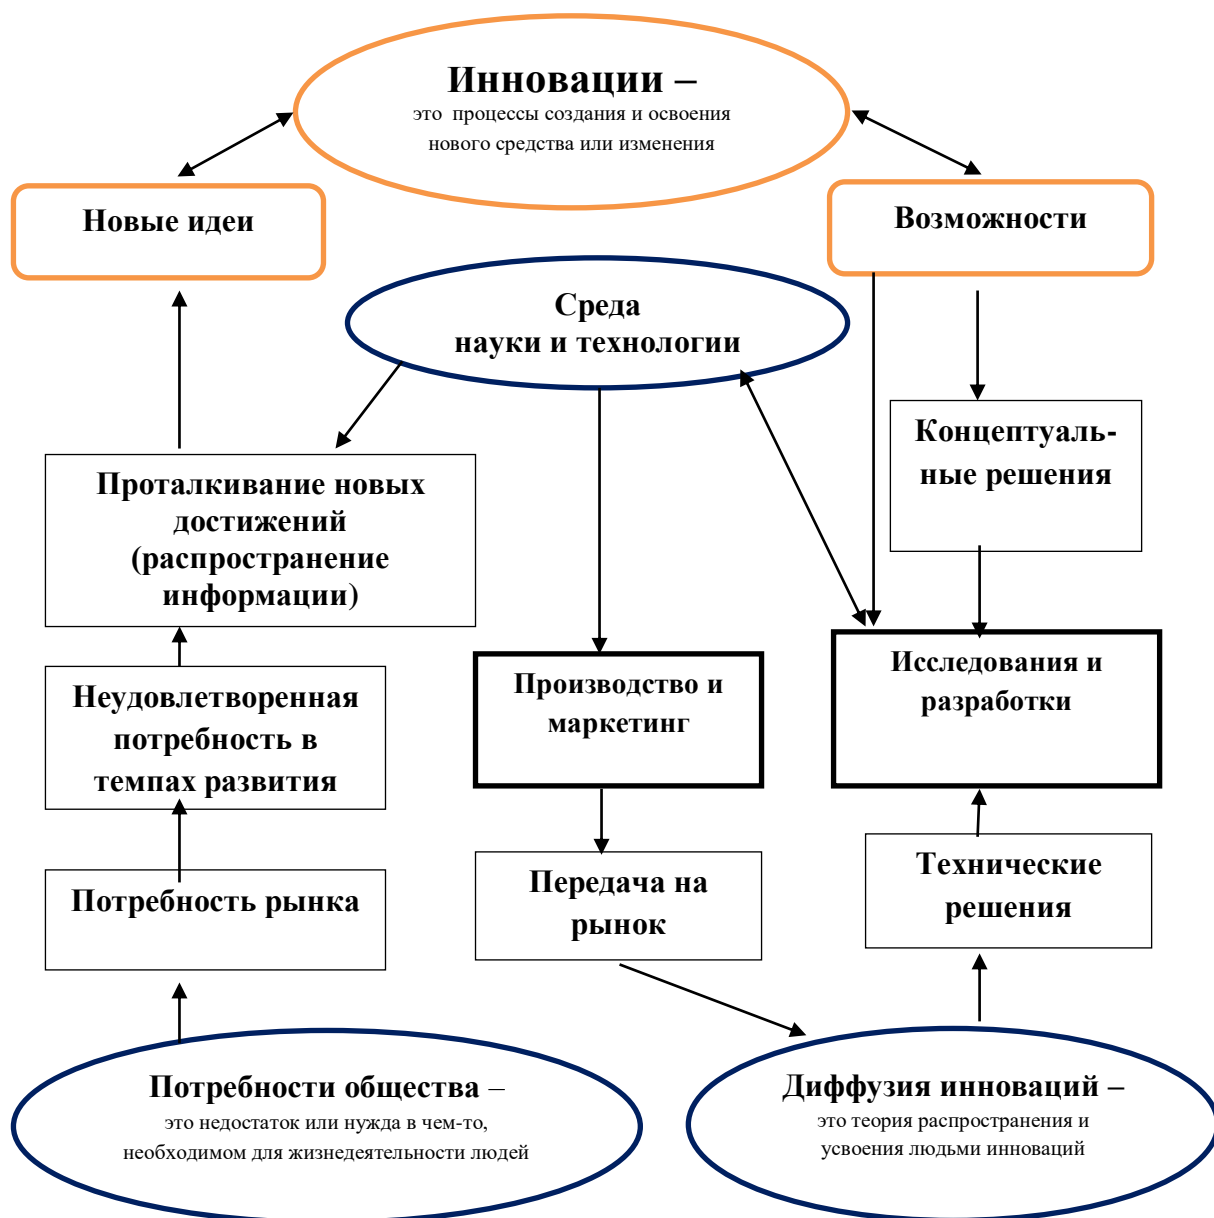 Инновации –
это процессы создания и освоения
нового средства или изменения
Новые идеи
Возможности
Среда
науки и технологии
Концептуаль-
ные решения
Проталкивание новых
достижений
(распространение
информации)
Исследования и
разработки
Производство и
маркетинг
Неудовлетворенная
потребность в
темпах развития
Технические
решения
Передача на
рынок
Потребность рынка
Потребности общества –
это недостаток или нужда в чем-то,
необходимом для жизнедеятельности людей
Диффузия инноваций –
это теория распространения и
усвоения людьми инноваций